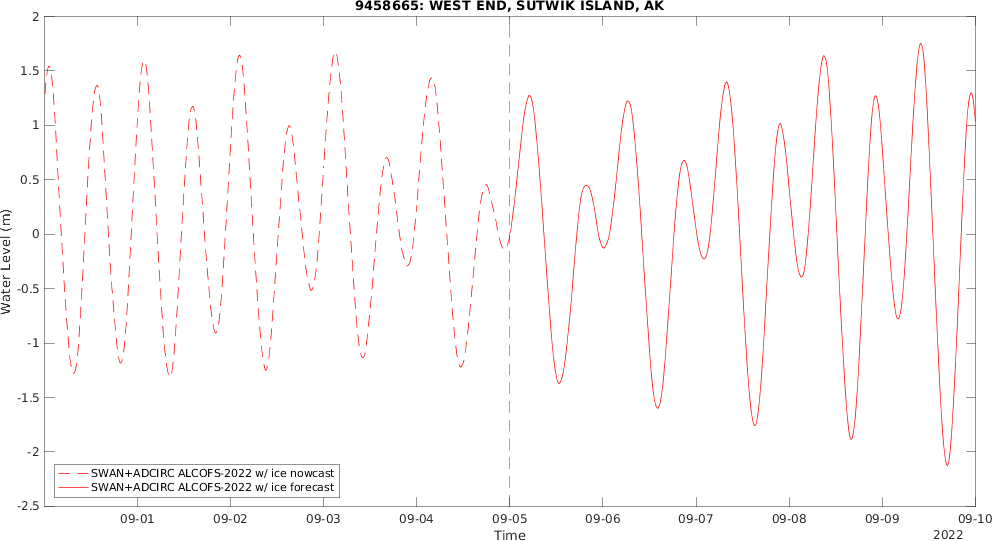 9458665: WEST END, SUTWIK ISLAND, AK
2
1.5
1
0.5
0
-0.5
-1
-1.5
-2
-2.5
Water Level (m)
SWAN+ADCIRC ALCOFS-2022 w/ ice nowcast
SWAN+ADCIRC ALCOFS-2022 w/ ice forecast
09-01 09-02 09-03 09-04 09-05 09-06 09-07 09-08 09-09 09-10
Time
2022